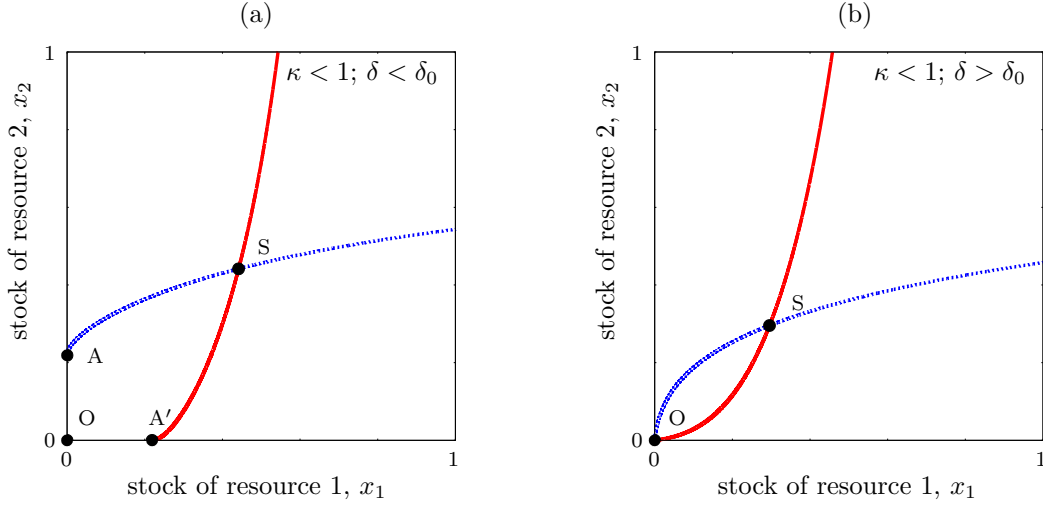 (a)
κ < 1; δ < δ₀
stock of resource 2, x₂
1
0
0
1
S
A
O
A′
stock of resource 1, x₁
(b)
κ < 1; δ > δ₀
stock of resource 2, x₂
1
0
0
1
S
O
stock of resource 1, x₁